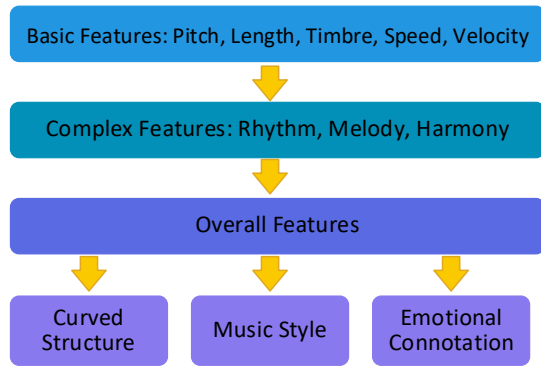 Basic Features: Pitch, Length, Timbre, Speed, Velocity
Complex Features: Rhythm, Melody, Harmony
Overall Features
Curved
Structure
Music Style
Emotional
Connotation